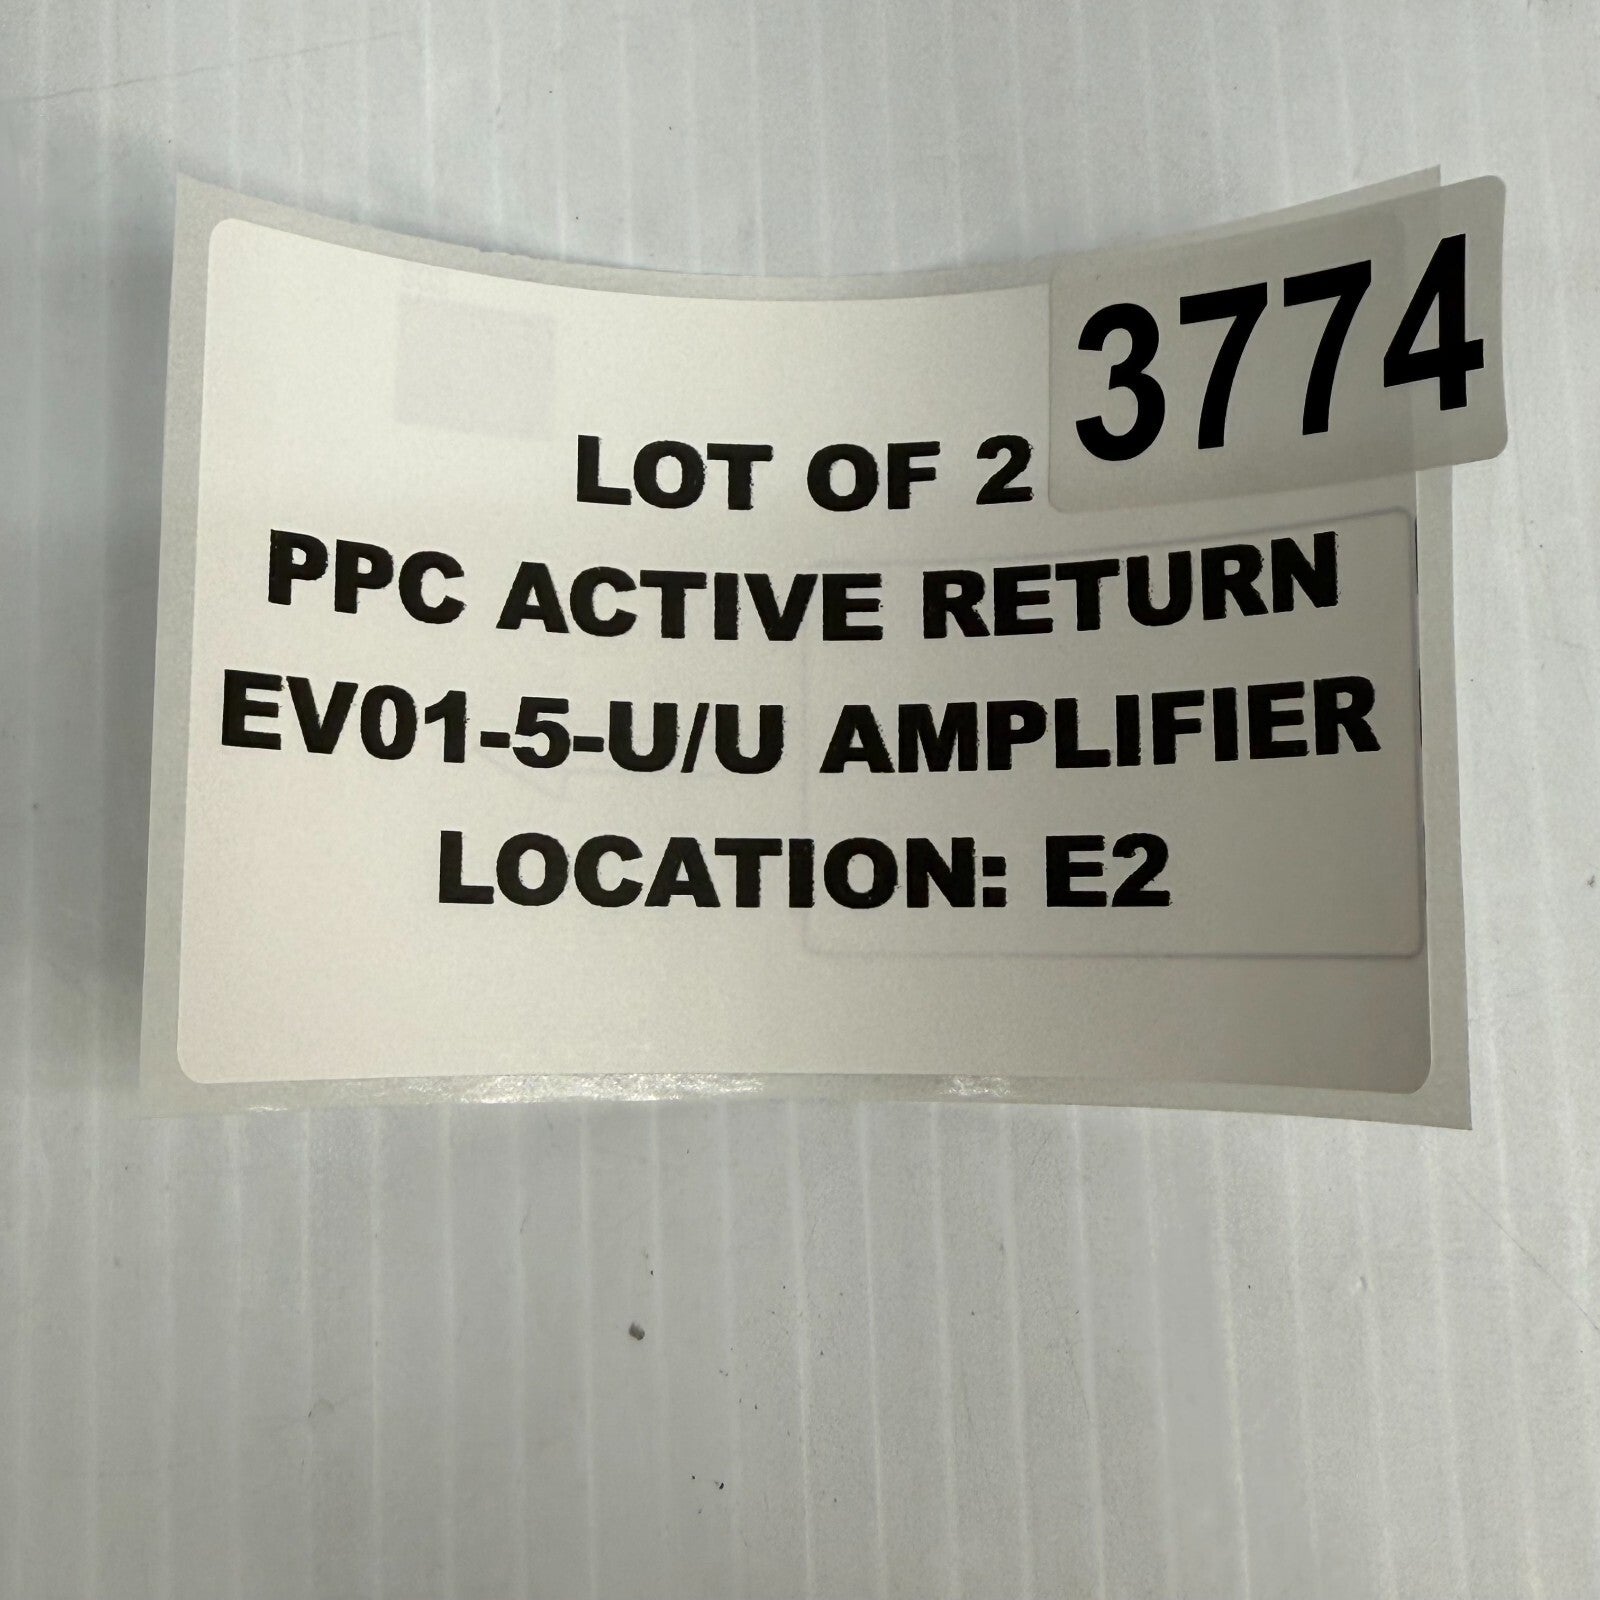 3774
LOT OF 2
PPC ACTIVE RETURN
EV01-5-U/U AMPLIFIER
LOCATION: E2